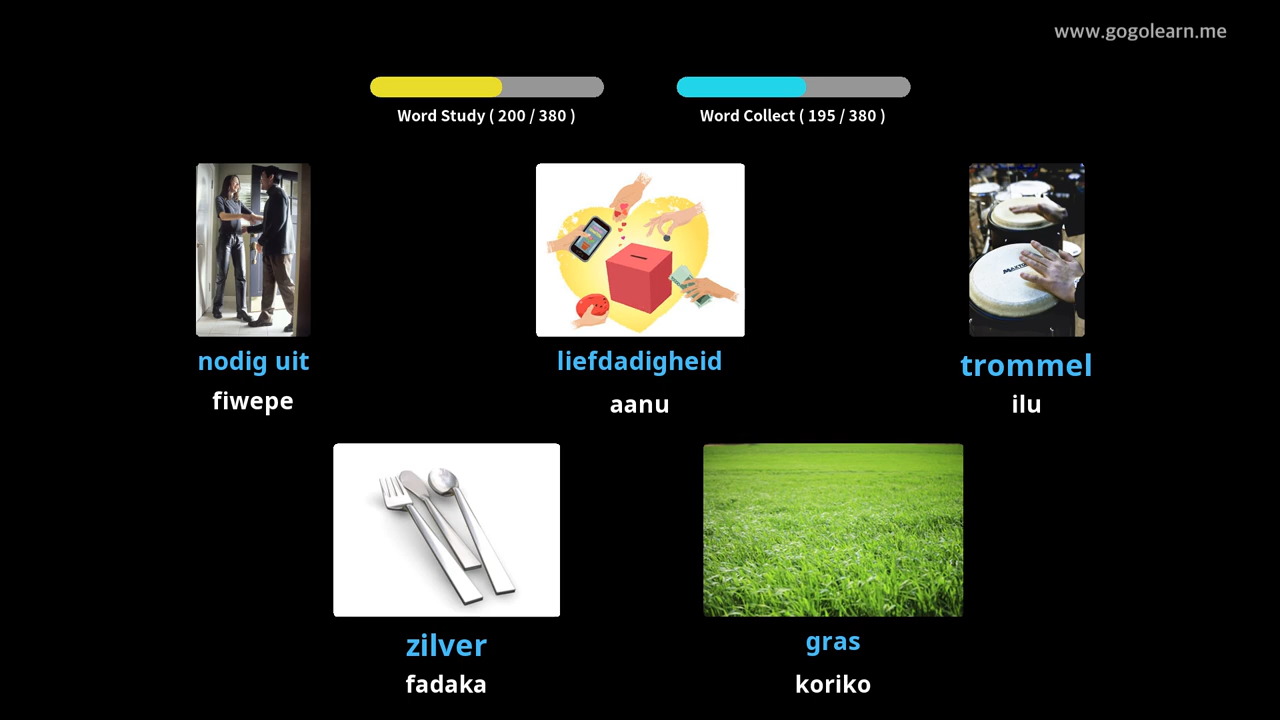 www.gogolearn.me
Word Study ( 200 / 380 )
Word Collect ( 195 / 380 )
nodig uit
fiwepe
liefdadigheid
aanu
trommel
ilu
zilver
fadaka
gras
koriko